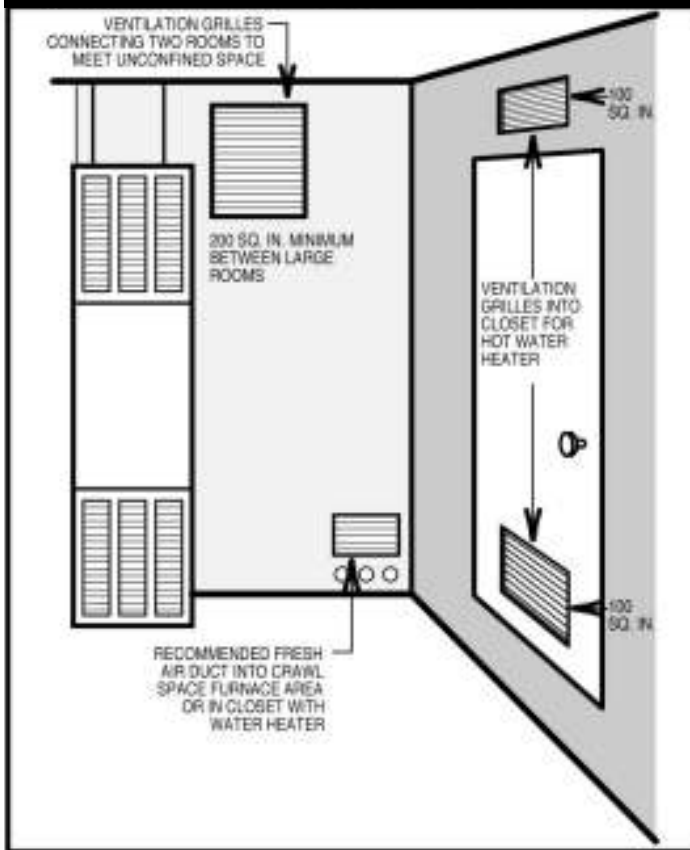 VENTILATION GRILLES
CONNECTING TWO ROOMS TO
MEET UNCONFINED SPACE
100
SQ. IN.
200 SQ. IN. MINIMUM
BETWEEN LARGE
ROOMS
VENTILATION
GRILLES INTO
CLOSET FOR
HOT WATER
HEATER
100
SQ. IN.
RECOMMENDED FRESH
AIR DUCT INTO CRAWL
SPACE FURNACE AREA
OR IN CLOSET WITH
WATER HEATER